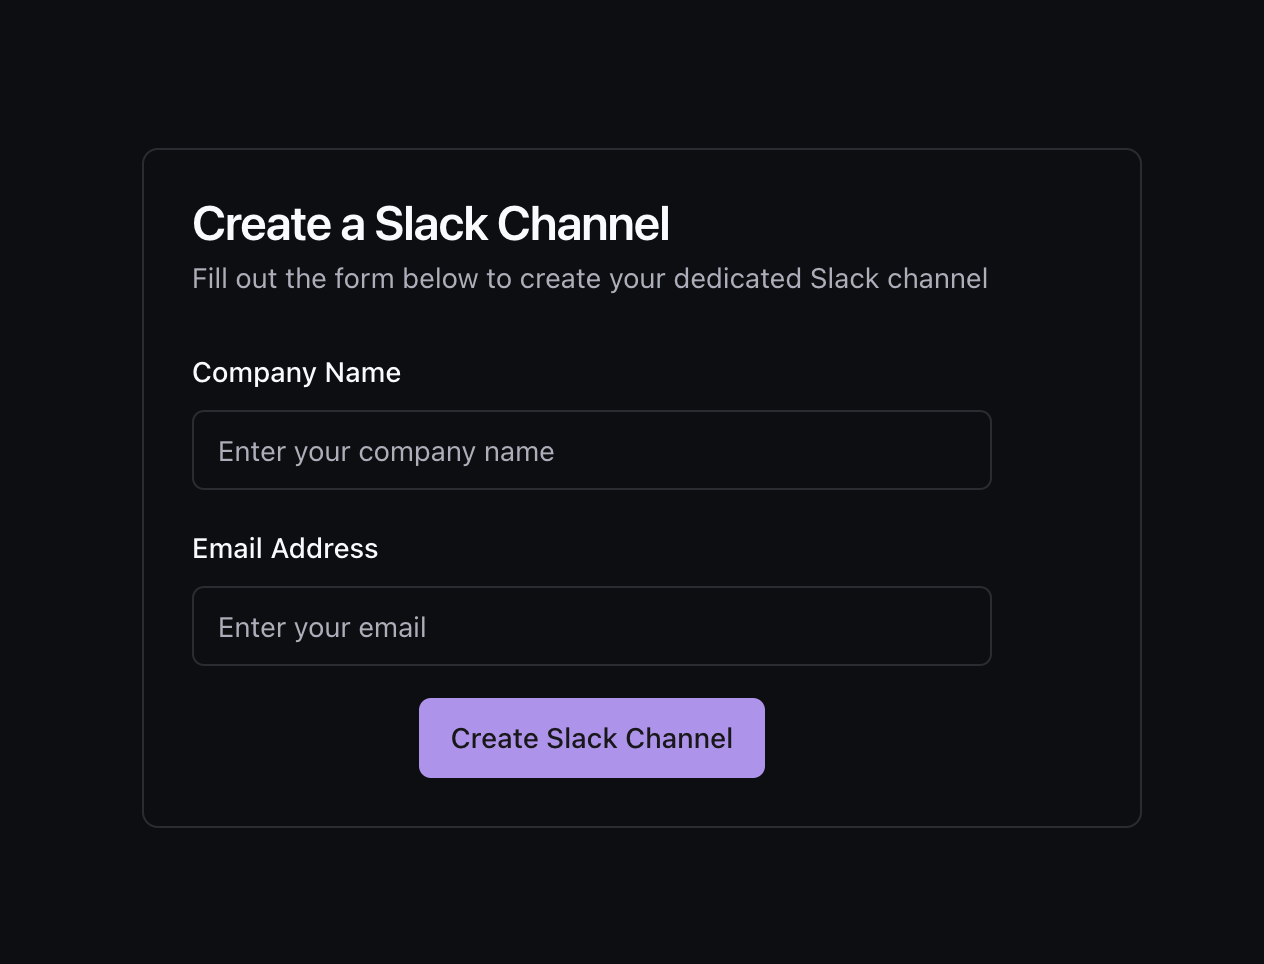 Create a Slack Channel
Fill out the form below to create your dedicated Slack channel
Company Name
Enter your company name
Email Address
Enter your email
Create Slack Channel